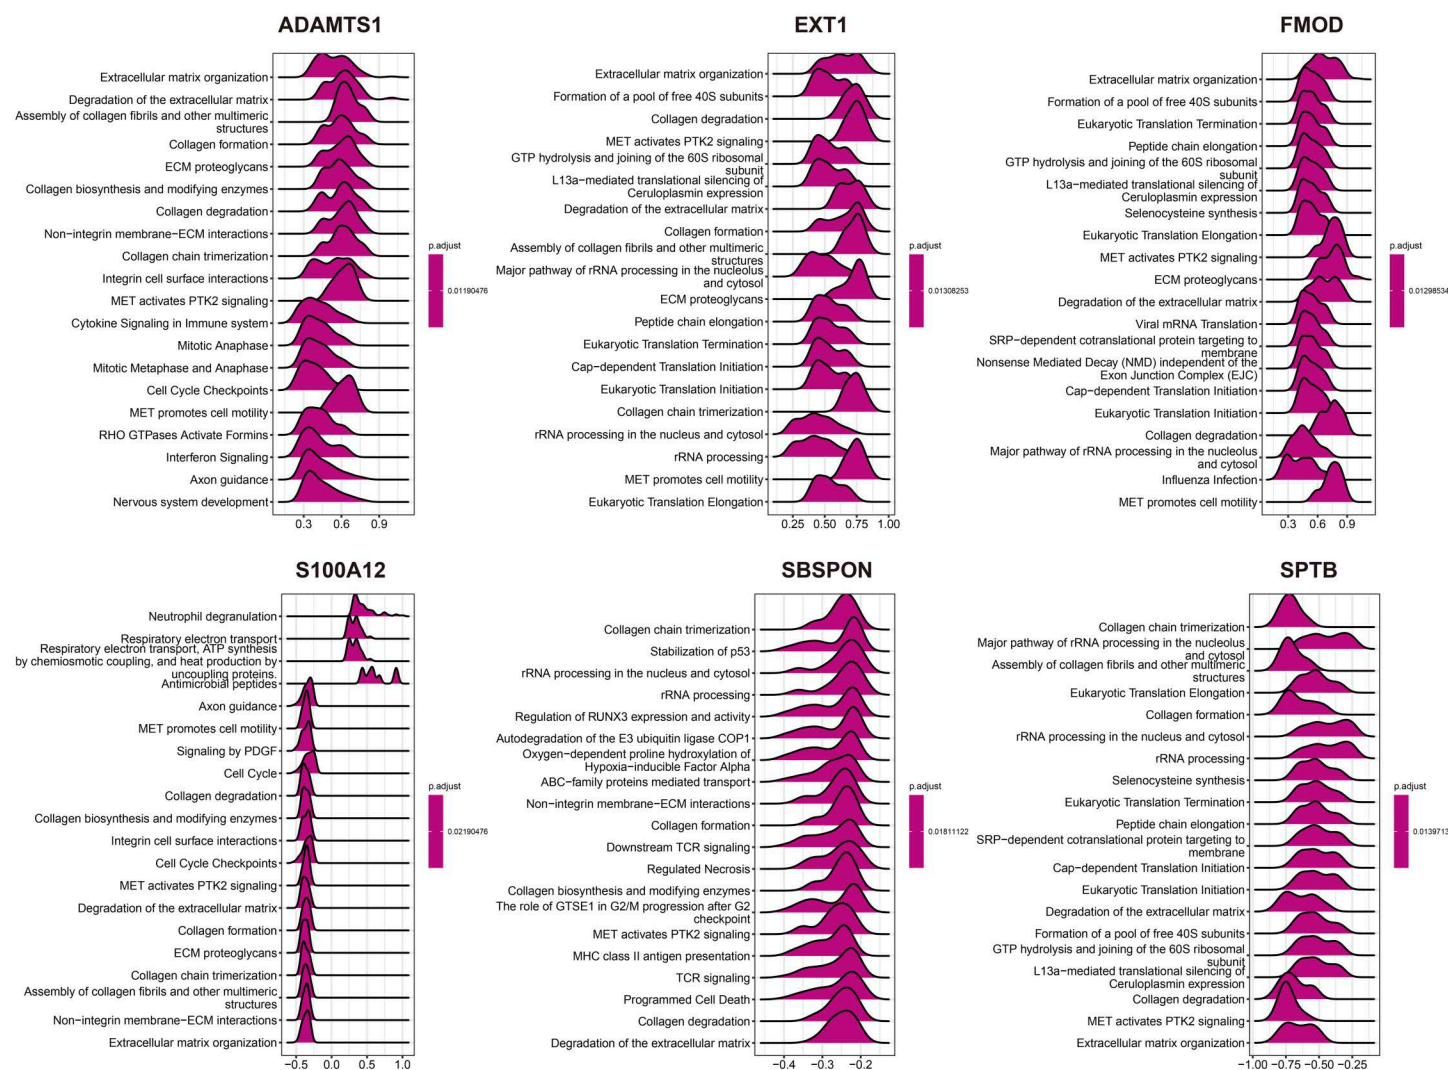 ADAMTS1
Extracellular matrix organization
Degradation of the extracellular matrix
Assembly of collagen fibrils and other multimeric
structures
Collagen formation
ECM proteoglycans
Collagen biosynthesis and modifying enzymes
Collagen degradation
Non−integrin membrane−ECM interactions
Collagen chain trimerization
Integrin cell surface interactions
MET activates PTK2 signaling
Cytokine Signaling in Immune system
Mitotic Anaphase
Mitotic Metaphase and Anaphase
Cell Cycle Checkpoints
MET promotes cell motility
RHO GTPases Activate Formins
Interferon Signaling
Axon guidance
Nervous system development
0.3 0.6 0.9
p.adjust
0.01190476
EXT1
Extracellular matrix organization
Formation of a pool of free 40S subunits
Collagen degradation
MET activates PTK2 signaling
GTP hydrolysis and joining of the 60S ribosomal
subunit
L13a−mediated translational silencing of
Ceruloplasmin expression
Degradation of the extracellular matrix
Collagen formation
Assembly of collagen fibrils and other multimeric
structures
Major pathway of rRNA processing in the nucleolus
and cytosol
ECM proteoglycans
Peptide chain elongation
Eukaryotic Translation Termination
Cap−dependent Translation Initiation
Eukaryotic Translation Initiation
Collagen chain trimerization
rRNA processing in the nucleus and cytosol
rRNA processing
MET promotes cell motility
Eukaryotic Translation Elongation
0.25 0.50 0.75 1.00
p.adjust
0.01308253
FMOD
Extracellular matrix organization
Formation of a pool of free 40S subunits
Eukaryotic Translation Termination
Peptide chain elongation
GTP hydrolysis and joining of the 60S ribosomal
subunit
L13a−mediated translational silencing of
Ceruloplasmin expression
Selenocysteine synthesis
Eukaryotic Translation Elongation
MET activates PTK2 signaling
ECM proteoglycans
Degradation of the extracellular matrix
Viral mRNA Translation
SRP−dependent cotranslational protein targeting to
membrane
Nonsense Mediated Decay (NMD) independent of the
Exon Junction Complex (EJC)
Cap−dependent Translation Initiation
Eukaryotic Translation Initiation
Collagen degradation
Major pathway of rRNA processing in the nucleolus
and cytosol
Influenza Infection
MET promotes cell motility
0.3 0.6 0.9
p.adjust
0.01298534
S100A12
Neutrophil degranulation
Respiratory electron transport
Respiratory electron transport, ATP synthesis
by chemiosmotic coupling, and heat production by
uncoupling proteins.
Antimicrobial peptides
Axon guidance
MET promotes cell motility
Signaling by PDGF
Cell Cycle
Collagen degradation
Collagen biosynthesis and modifying enzymes
Integrin cell surface interactions
Cell Cycle Checkpoints
MET activates PTK2 signaling
Degradation of the extracellular matrix
Collagen formation
ECM proteoglycans
Collagen chain trimerization
Assembly of collagen fibrils and other multimeric
structures
Non−integrin membrane−ECM interactions
Extracellular matrix organization
−0.5 0.0 0.5 1.0
p.adjust
0.02190476
SBSPON
Collagen chain trimerization
Stabilization of p53
rRNA processing in the nucleus and cytosol
rRNA processing
Regulation of RUNX3 expression and activity
Autodegradation of the E3 ubiquitin ligase COP1
Oxygen−dependent proline hydroxylation of
Hypoxia−inducible Factor Alpha
ABC−family proteins mediated transport
Non−integrin membrane−ECM interactions
Collagen formation
Downstream TCR signaling
Regulated Necrosis
Collagen biosynthesis and modifying enzymes
The role of GTSE1 in G2/M progression after G2
checkpoint
MET activates PTK2 signaling
MHC class II antigen presentation
TCR signaling
Programmed Cell Death
Collagen degradation
Degradation of the extracellular matrix
−0.4 −0.3 −0.2
p.adjust
0.01811122
SPTB
Collagen chain trimerization
Major pathway of rRNA processing in the nucleolus
and cytosol
Assembly of collagen fibrils and other multimeric
structures
Eukaryotic Translation Elongation
Collagen formation
rRNA processing in the nucleus and cytosol
rRNA processing
Selenocysteine synthesis
Eukaryotic Translation Termination
Peptide chain elongation
SRP−dependent cotranslational protein targeting to
membrane
Cap−dependent Translation Initiation
Eukaryotic Translation Initiation
Degradation of the extracellular matrix
Formation of a pool of free 40S subunits
GTP hydrolysis and joining of the 60S ribosomal
subunit
L13a−mediated translational silencing of
Ceruloplasmin expression
Collagen degradation
MET activates PTK2 signaling
Extracellular matrix organization
−1.00 −0.75 −0.50 −0.25
p.adjust
0.0139713